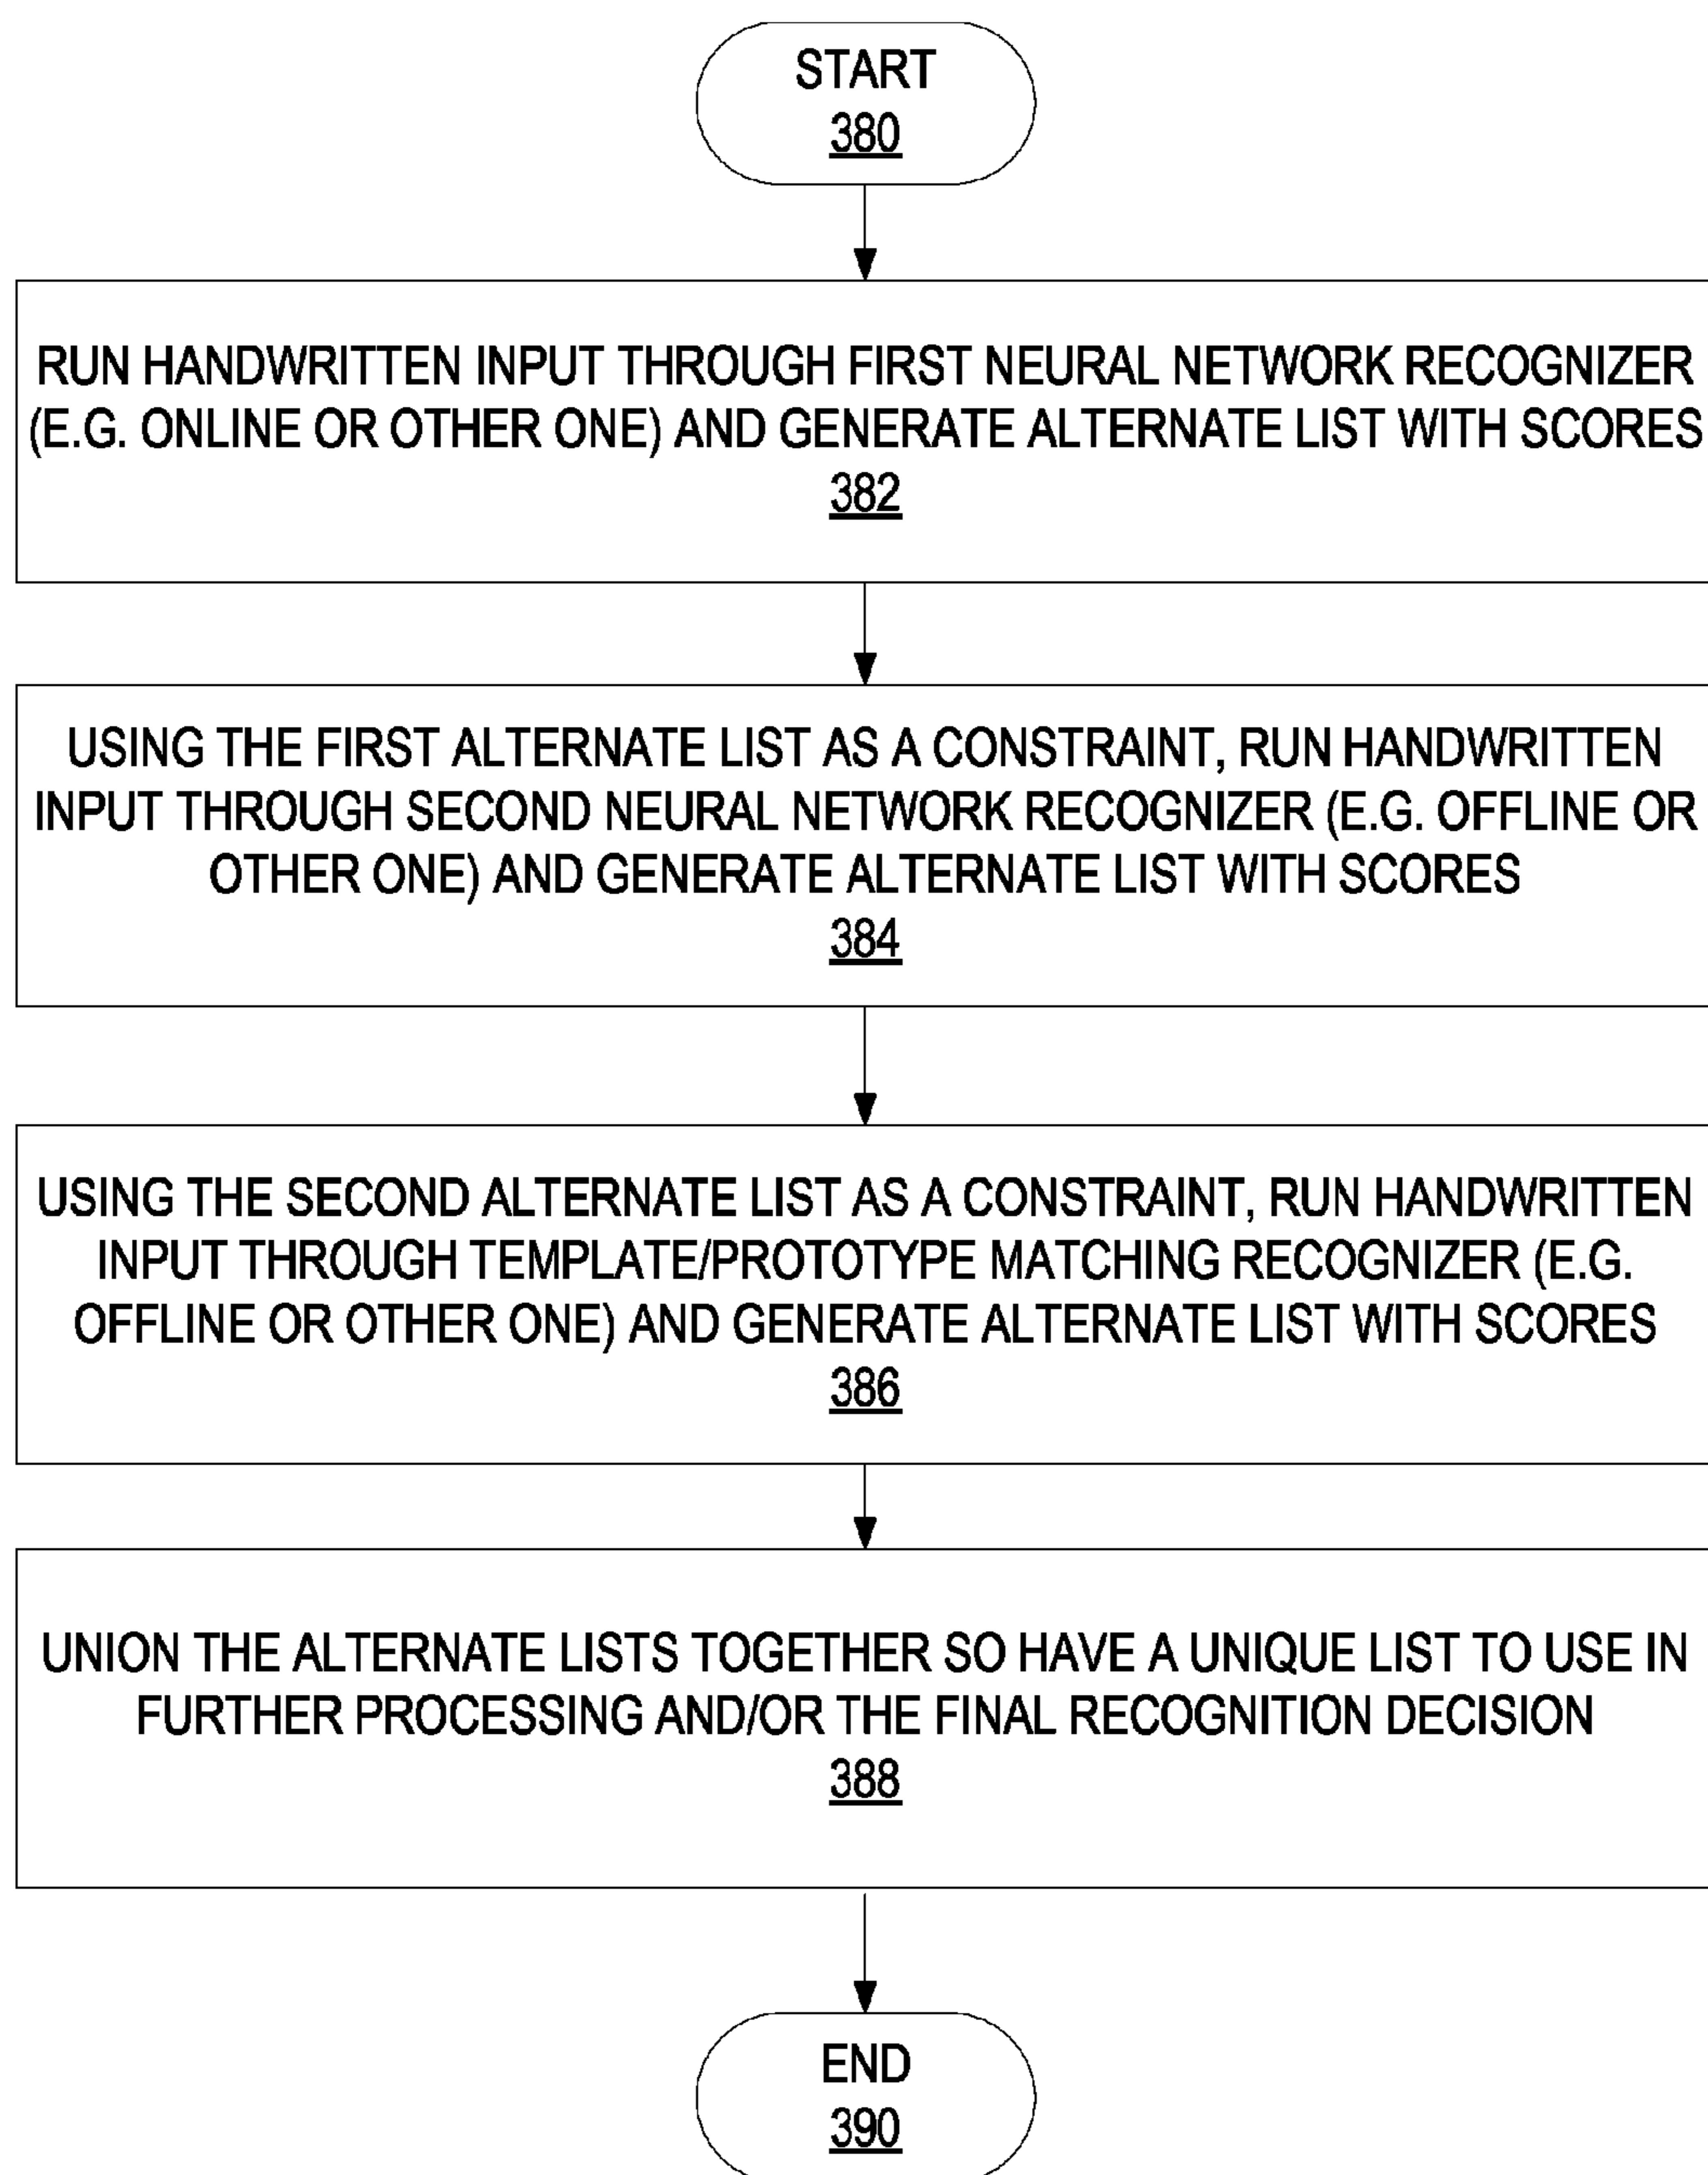 START
380
RUN HANDWRITTEN INPUT THROUGH FIRST NEURAL NETWORK RECOGNIZER
(E.G. ONLINE OR OTHER ONE) AND GENERATE ALTERNATE LIST WITH SCORES
382
USING THE FIRST ALTERNATE LIST AS A CONSTRAINT, RUN HANDWRITTEN
INPUT THROUGH SECOND NEURAL NETWORK RECOGNIZER (E.G. OFFLINE OR
OTHER ONE) AND GENERATE ALTERNATE LIST WITH SCORES
384
USING THE SECOND ALTERNATE LIST AS A CONSTRAINT, RUN HANDWRITTEN
INPUT THROUGH TEMPLATE/PROTOTYPE MATCHING RECOGNIZER (E.G.
OFFLINE OR OTHER ONE) AND GENERATE ALTERNATE LIST WITH SCORES
386
UNION THE ALTERNATE LISTS TOGETHER SO HAVE A UNIQUE LIST TO USE IN
FURTHER PROCESSING AND/OR THE FINAL RECOGNITION DECISION
388
END
390